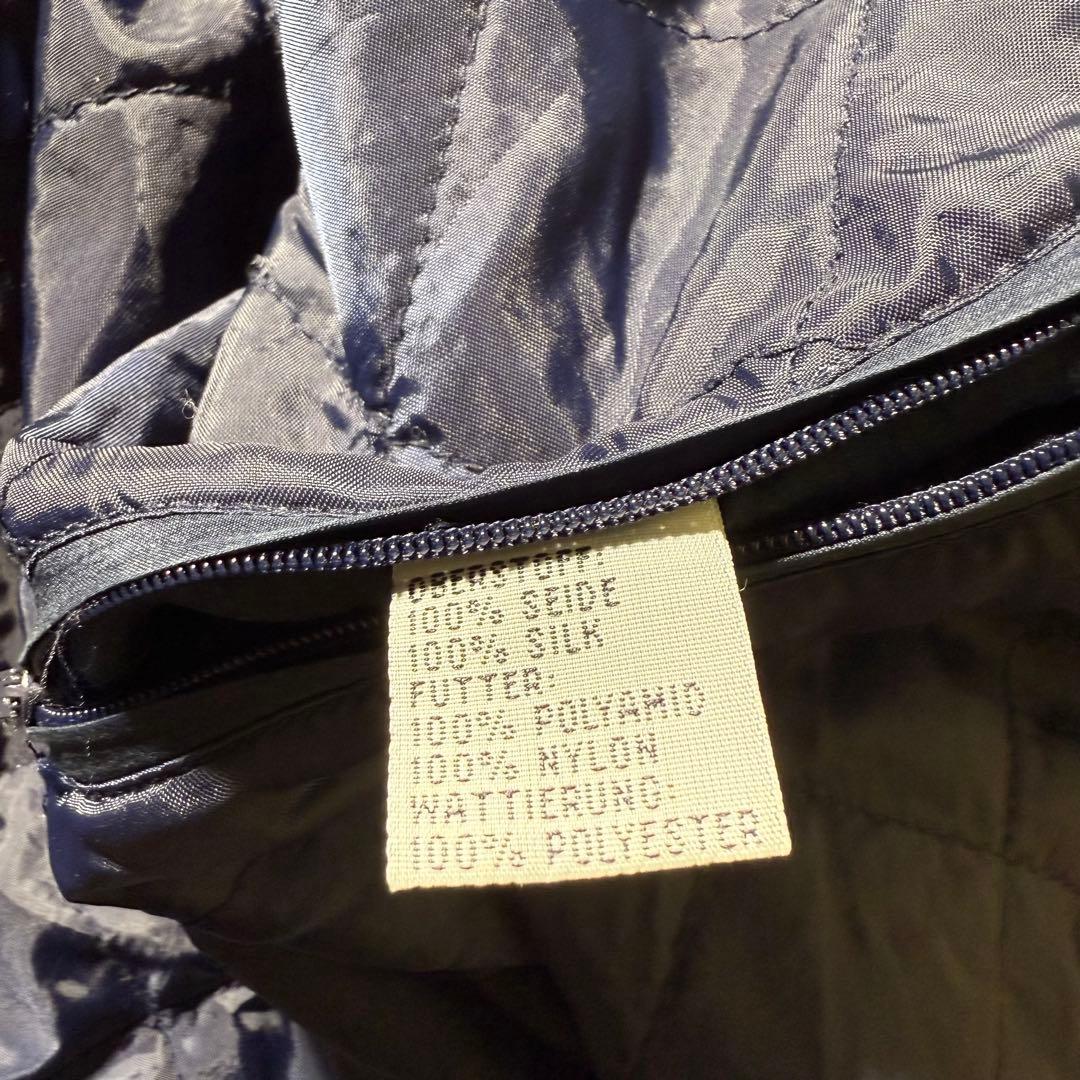 OBERSTOFF:
100% SEIDE
100% SILK
FUTTER:
100% POLYAMID
100% NYLON
WATTIERUNG:
100% POLYESTER